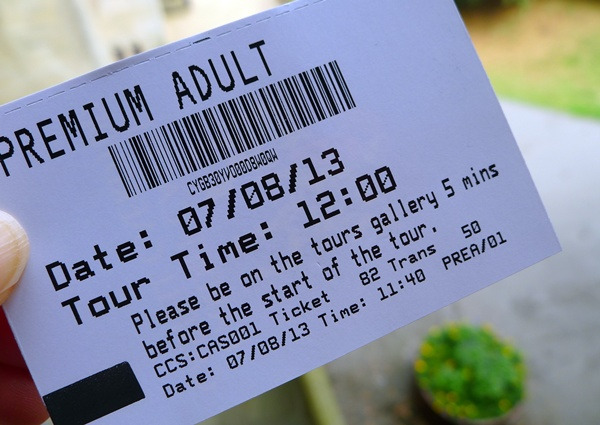 PREMIUM ADULT
Date: 07/08/13
Tour Time: 12:00
Please be on the tours gallery 5 mins
before the start of the tour.
CCS:CAS001 Ticket 82 Trans 50
Date: 07/08/13 Time: 11:40 PREA/01